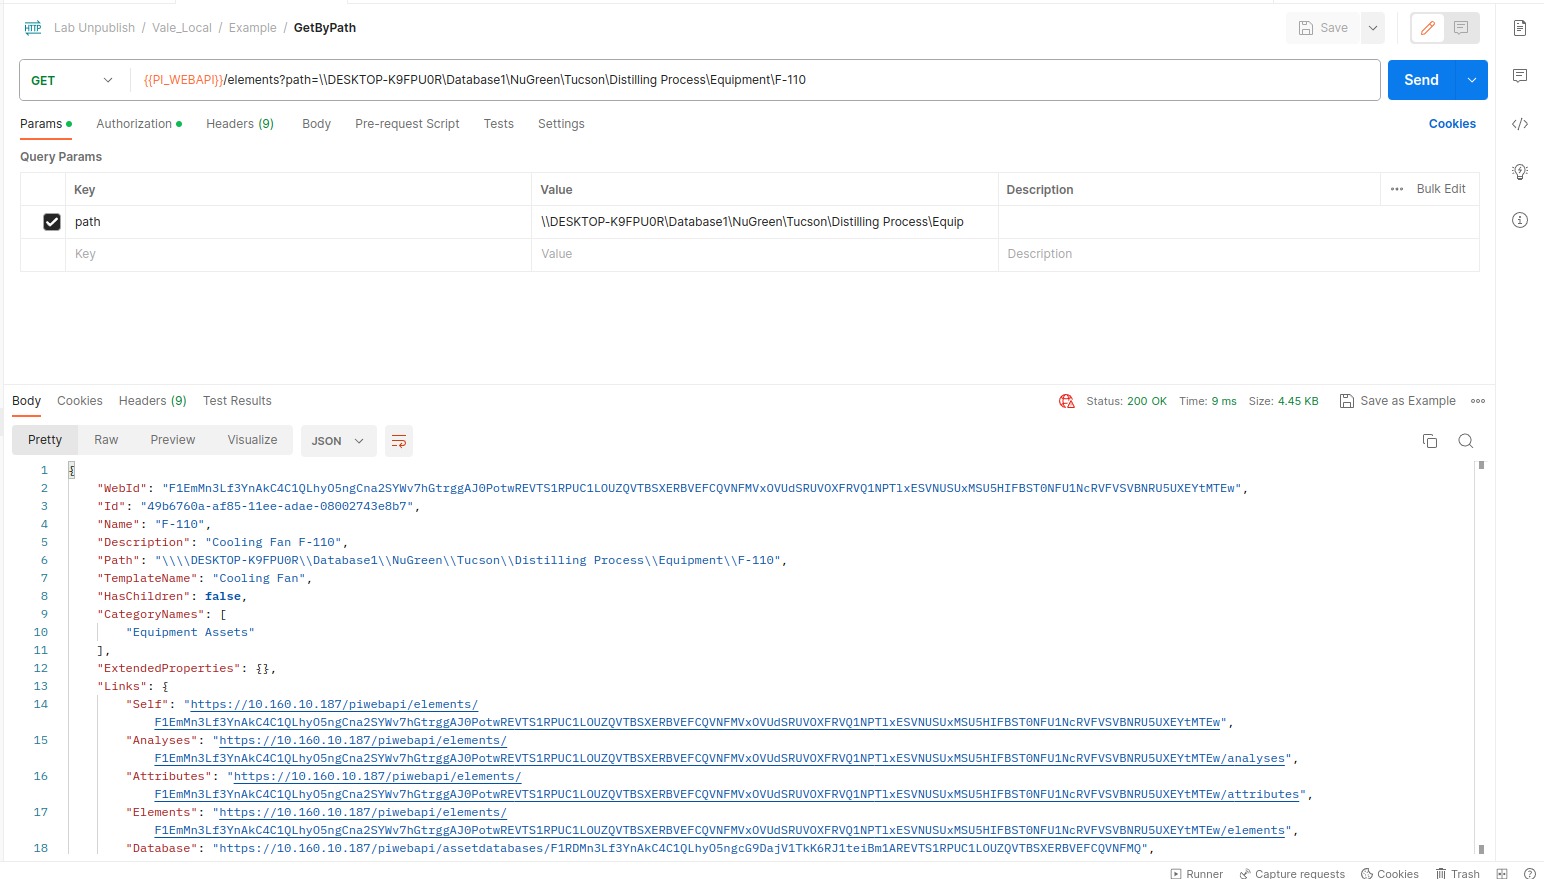 HTTP Lab Unpublish / Vale_Local / Example / GetByPath Save
GET {{PI_WEBAPI}}/elements?path=\\DESKTOP-K9FPU0R\Database1\NuGreen\Tucson\Distilling Process\Equipment\F-110 Send
Params Authorization Headers (9) Body Pre-request Script Tests Settings Cookies
Query Params
Key Value Description Bulk Edit
path \\DESKTOP-K9FPU0R\Database1\NuGreen\Tucson\Distilling Process\Equip
Key Value Description
Body Cookies Headers (9) Test Results Status: 200 OK Time: 9 ms Size: 4.45 KB Save as Example
Pretty Raw Preview Visualize JSON
1 {
2 "WebId": "F1EmMn3Lf3YnAkC4C1QLhyO5ngCna2SYWv7hGtrggAJ0PotwREVTS1RPUC1LOUZQVTBSXERBVEFCQVNFMVxOVUdSRUVOXFRVQ1NPTlxESVNUSUxMSU5HIFBST0NFU1NcRVFVSVBNRU5UXEYtMTEw",
3 "Id": "49b6760a-af85-11ee-adae-08002743e8b7",
4 "Name": "F-110",
5 "Description": "Cooling Fan F-110",
6 "Path": "\\\\DESKTOP-K9FPU0R\\Database1\\NuGreen\\Tucson\\Distilling Process\\Equipment\\F-110",
7 "TemplateName": "Cooling Fan",
8 "HasChildren": false,
9 "CategoryNames": [
10 "Equipment Assets"
11 ],
12 "ExtendedProperties": {},
13 "Links": {
14 "Self": "https://10.160.10.187/piwebapi/elements/
F1EmMn3Lf3YnAkC4C1QLhyO5ngCna2SYWv7hGtrggAJ0PotwREVTS1RPUC1LOUZQVTBSXERBVEFCQVNFMVxOVUdSRUVOXFRVQ1NPTlxESVNUSUxMSU5HIFBST0NFU1NcRVFVSVBNRU5UXEYtMTEw",
15 "Analyses": "https://10.160.10.187/piwebapi/elements/
F1EmMn3Lf3YnAkC4C1QLhyO5ngCna2SYWv7hGtrggAJ0PotwREVTS1RPUC1LOUZQVTBSXERBVEFCQVNFMVxOVUdSRUVOXFRVQ1NPTlxESVNUSUxMSU5HIFBST0NFU1NcRVFVSVBNRU5UXEYtMTEw/analyses",
16 "Attributes": "https://10.160.10.187/piwebapi/elements/
F1EmMn3Lf3YnAkC4C1QLhyO5ngCna2SYWv7hGtrggAJ0PotwREVTS1RPUC1LOUZQVTBSXERBVEFCQVNFMVxOVUdSRUVOXFRVQ1NPTlxESVNUSUxMSU5HIFBST0NFU1NcRVFVSVBNRU5UXEYtMTEw/attributes",
17 "Elements": "https://10.160.10.187/piwebapi/elements/
F1EmMn3Lf3YnAkC4C1QLhyO5ngCna2SYWv7hGtrggAJ0PotwREVTS1RPUC1LOUZQVTBSXERBVEFCQVNFMVxOVUdSRUVOXFRVQ1NPTlxESVNUSUxMSU5HIFBST0NFU1NcRVFVSVBNRU5UXEYtMTEw/elements",
18 "Database": "https://10.160.10.187/piwebapi/assetdatabases/F1RDMn3Lf3YnAkC4C1QLhyO5ngcG9DajV1TkK6RJ1teiBm1AREVTS1RPUC1LOUZQVTBSXERBVEFCQVNFMQ",
Runner Capture requests Cookies Trash